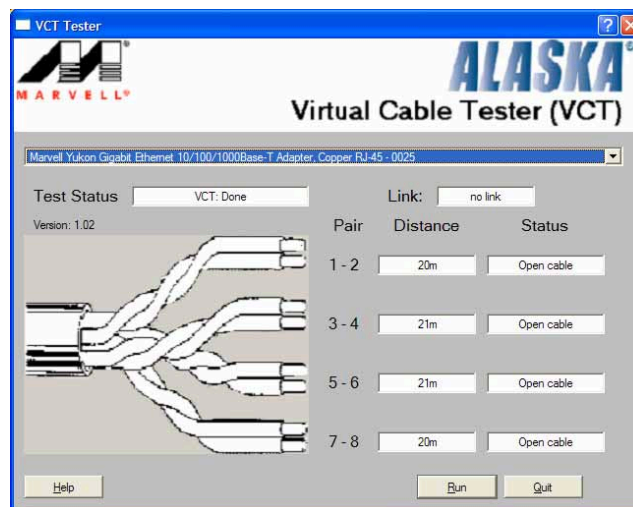 VCT Tester
MARVELL®
ALASKA®
Virtual Cable Tester (VCT)
Marvell Yukon Gigabit Ethernet 10/100/1000Base-T Adapter, Copper RJ-45 - 0025
Test Status VCT: Done Link: no link
Version: 1.02
Pair Distance Status
1 - 2 20m Open cable
3 - 4 21m Open cable
5 - 6 21m Open cable
7 - 8 20m Open cable
Help Run Quit